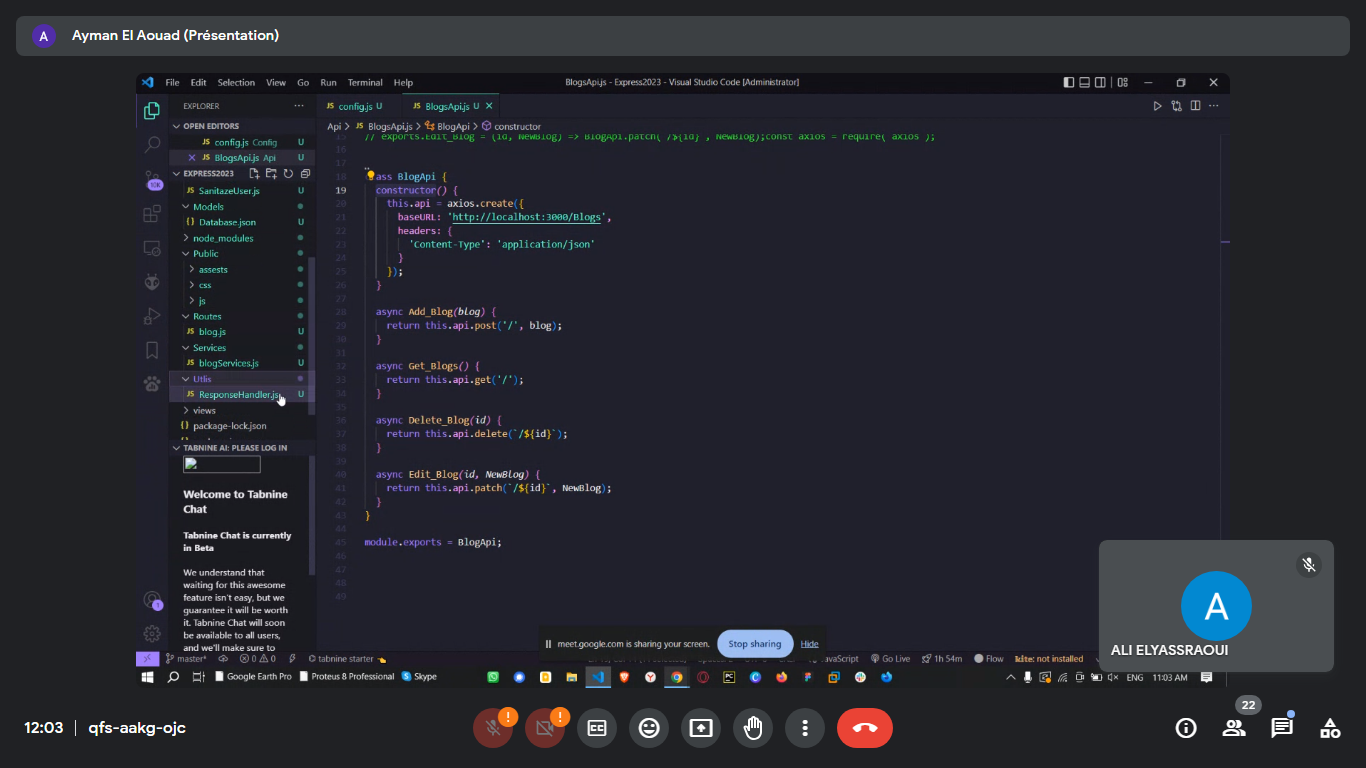 A
Ayman El Aouad (Présentation)
File Edit Selection View Go Run Terminal Help
BlogsApi.js - Express2023 - Visual Studio Code [Administrator]
EXPLORER
JS config.js U
JS BlogsApi.js U
Api > JS BlogsApi.js > BlogApi > constructor
OPEN EDITORS
JS config.js Config U
JS BlogsApi.js Api U
EXPRESS2023
JS SanitazeUser.js U
Models
{} Database.json U
node_modules
Public
assests
css
js
Routes
JS blog.js U
Services
JS blogServices.js U
Utlis
JS ResponseHandler.js U
views
{} package-lock.json
10K
TABNINE AI: PLEASE LOG IN
Welcome to Tabnine
Chat
Tabnine Chat is currently
in Beta
We understand that
waiting for this awesome
feature isn't easy, but we
guarantee it will be worth
it. Tabnine Chat will soon
be available to all users,
and we'll make sure to
15 // exports.Edit_Blog = (id, NewBlog) => BlogApi.patch(`/${id}`, NewBlog);const axios = require('axios');
16
17
18 ass BlogApi {
19 constructor() {
20 this.api = axios.create({
21 baseURL: 'http://localhost:3000/Blogs',
22 headers: {
23 'Content-Type': 'application/json'
24 }
25 });
26 }
27
28 async Add_Blog(blog) {
29 return this.api.post('/', blog);
30 }
31
32 async Get_Blogs() {
33 return this.api.get('/');
34 }
35
36 async Delete_Blog(id) {
37 return this.api.delete(`/${id}`);
38 }
39
40 async Edit_Blog(id, NewBlog) {
41 return this.api.patch(`/${id}`, NewBlog);
42 }
43 }
44
45 module.exports = BlogApi;
46
47
48
49
A
ALI ELYASSRAOUI
meet.google.com is sharing your screen.
Stop sharing
Hide
master*
0 0
tabnine starter
JavaScript
Go Live
1h 54m
Flow
not installed
Google Earth Pro
Proteus 8 Professional
Skype
ENG
11:03 AM
12:03 | qfs-aakg-ojc
22